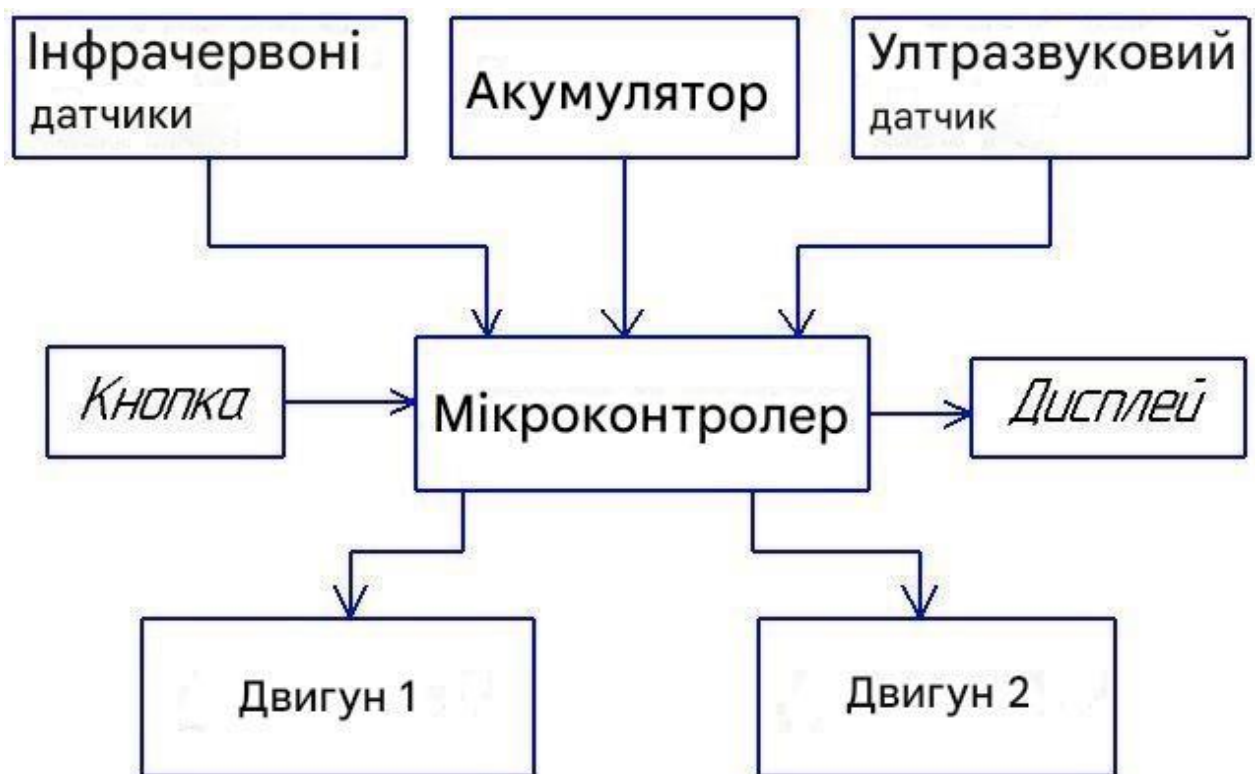 Інфрачервоні
датчики
Акумулятор
Ултразвуковий
датчик
Кнопка
Мікроконтролер
Дисплей
Двигун 1
Двигун 2